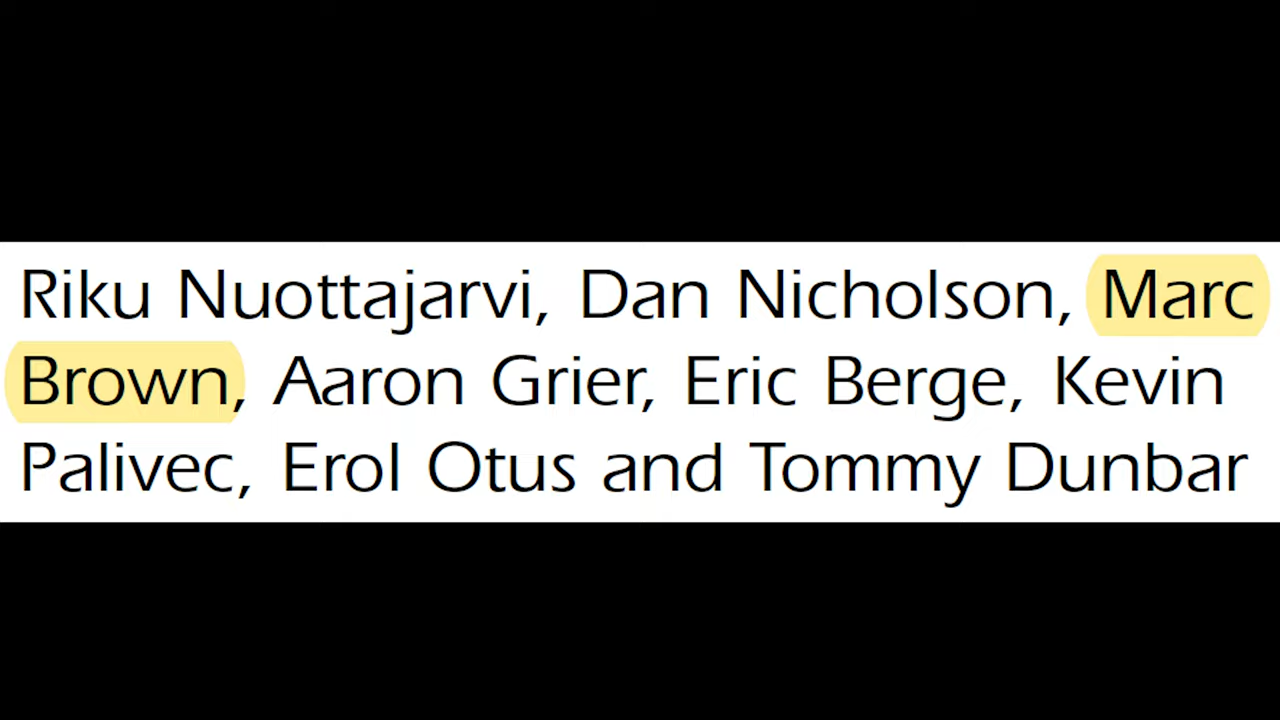 Riku Nuottajarvi, Dan Nicholson, Marc
Brown, Aaron Grier, Eric Berge, Kevin
Palivec, Erol Otus and Tommy Dunbar